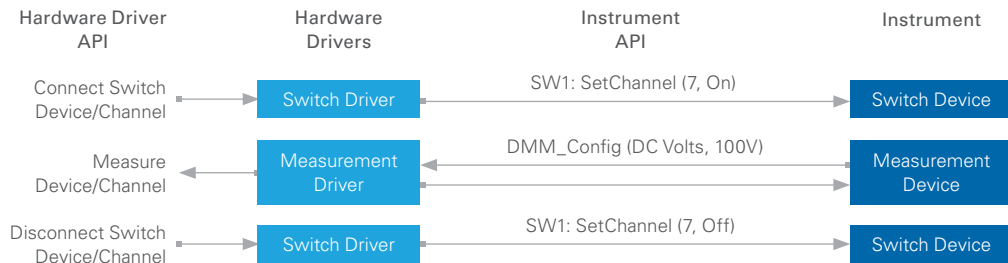 Hardware Driver
API
Hardware
Drivers
Instrument
API
Instrument
Connect Switch
Device/Channel
Switch Driver
SW1: SetChannel (7, On)
Switch Device
Measure
Device/Channel
Measurement
Driver
DMM_Config (DC Volts, 100V)
Measurement
Device
Disconnect Switch
Device/Channel
Switch Driver
SW1: SetChannel (7, Off)
Switch Device